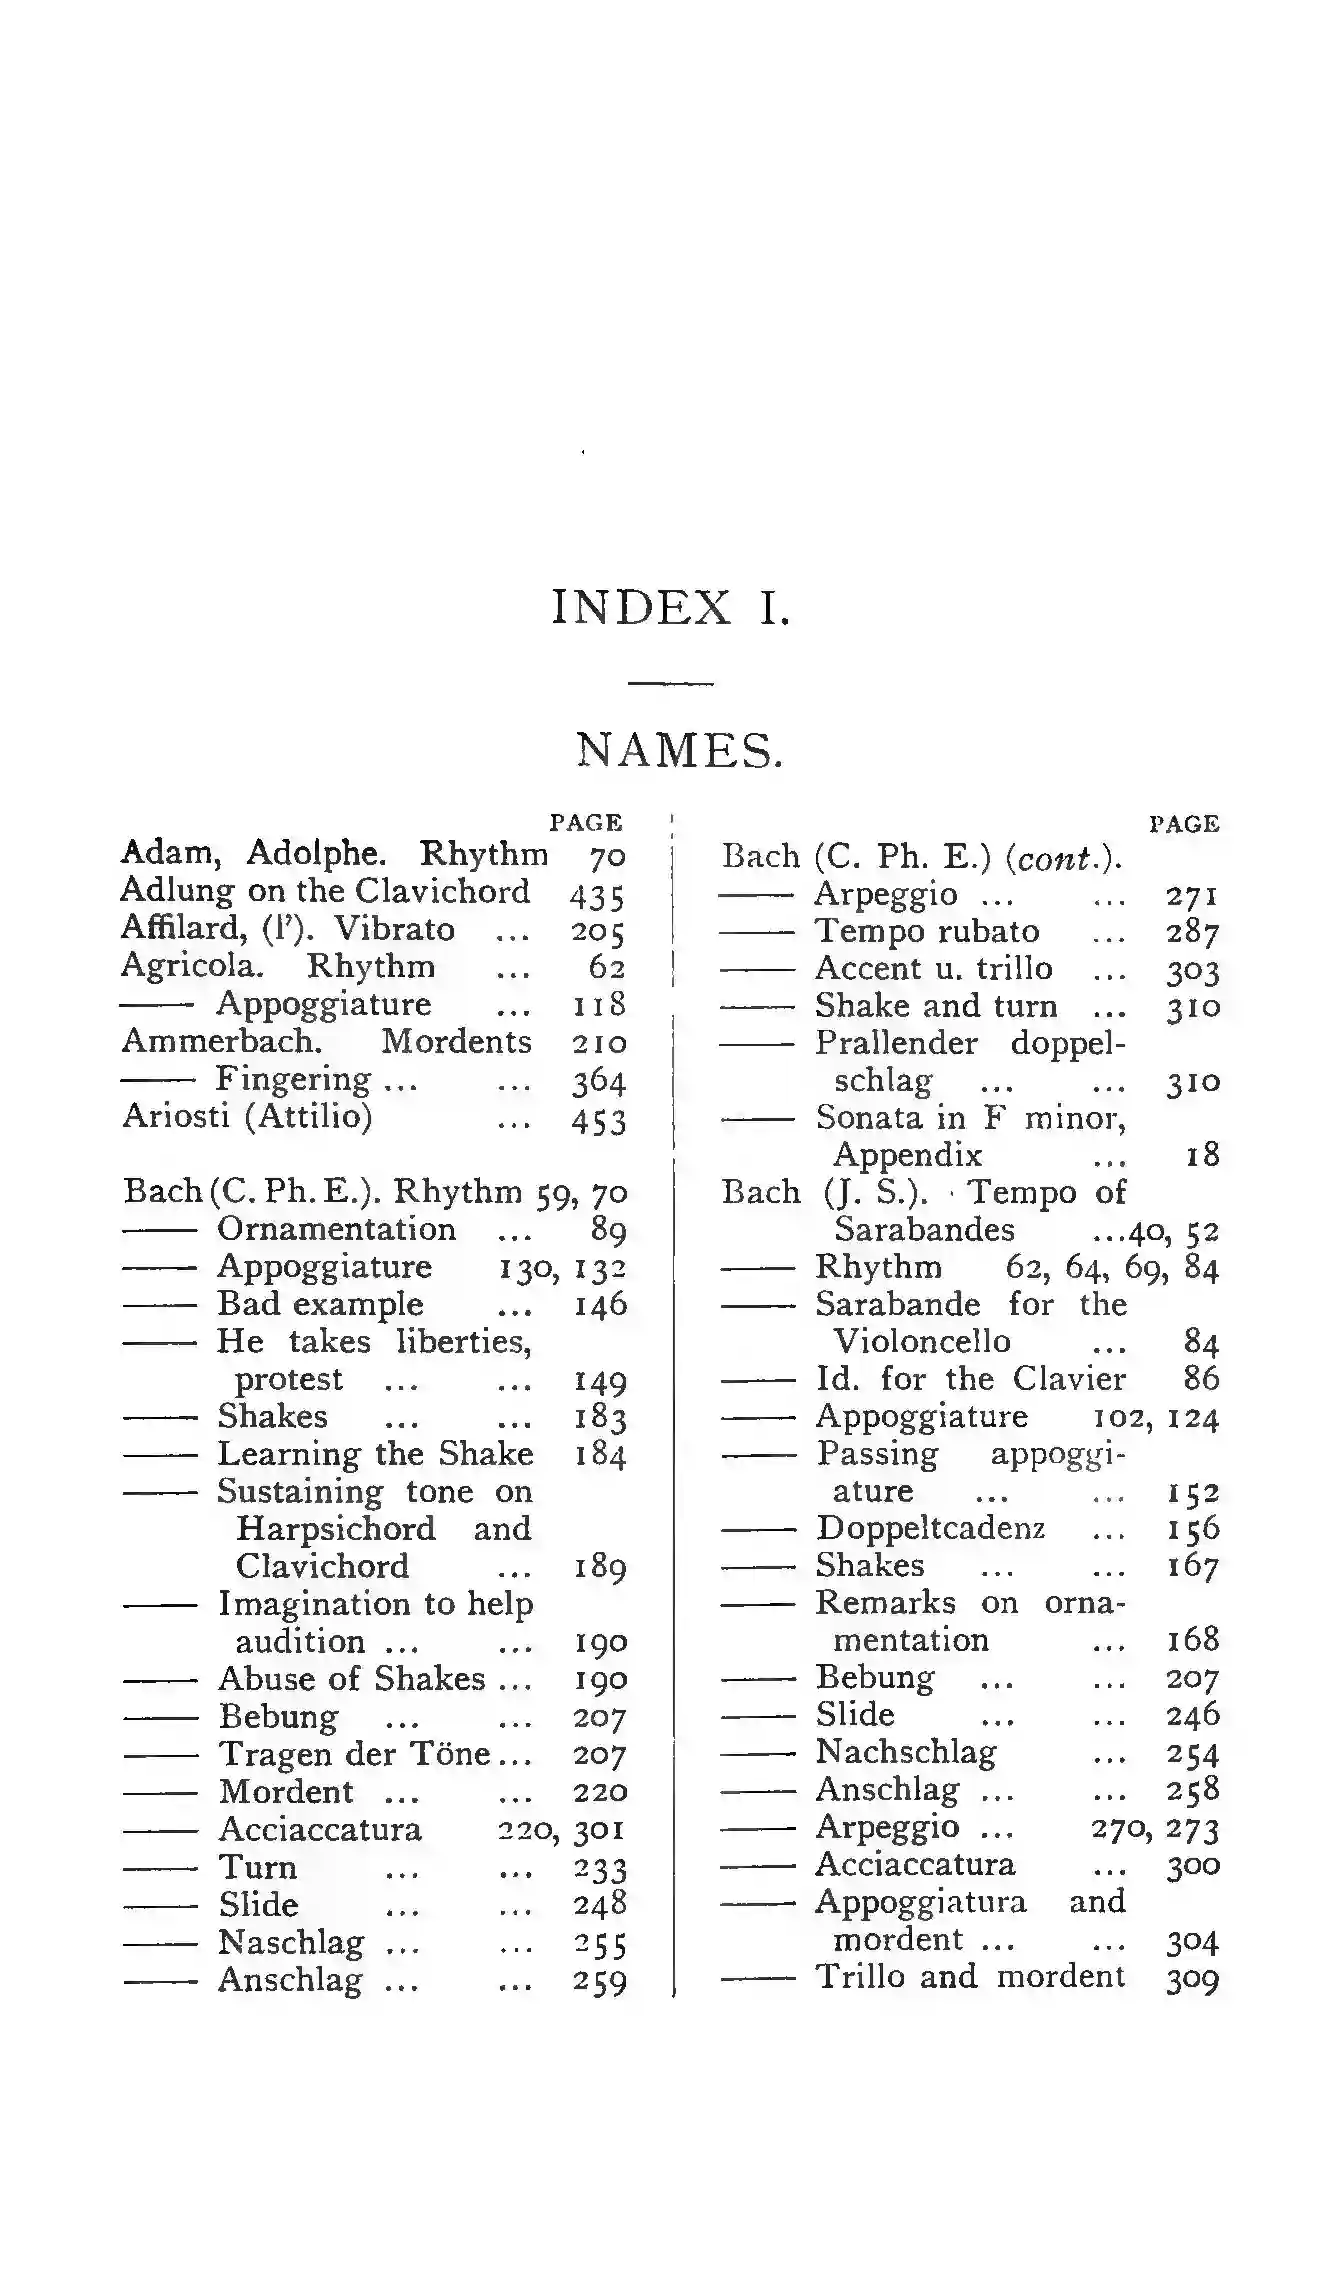 INDEX I.
NAMES.
PAGE
Adam, Adolphe. Rhythm 70
Adlung on the Clavichord 435
Affilard, (l'). Vibrato ... 205
Agricola. Rhythm ... 62
—— Appoggiature ... 118
Ammerbach. Mordents 210
—— Fingering ... ... 364
Ariosti (Attilio) ... 453
Bach (C. Ph. E.). Rhythm 59, 70
—— Ornamentation ... 89
—— Appoggiature 130, 132
—— Bad example ... 146
—— He takes liberties,
protest ... ... 149
—— Shakes ... ... 183
—— Learning the Shake 184
—— Sustaining tone on
Harpsichord and
Clavichord ... 189
—— Imagination to help
audition ... ... 190
—— Abuse of Shakes ... 190
—— Bebung ... ... 207
—— Tragen der Töne ... 207
—— Mordent ... ... 220
—— Acciaccatura 220, 301
—— Turn ... ... 233
—— Slide ... ... 248
—— Naschlag ... ... 255
—— Anschlag ... ... 259
PAGE
Bach (C. Ph. E.) (cont.).
—— Arpeggio ... ... 271
—— Tempo rubato ... 287
—— Accent u. trillo ... 303
—— Shake and turn ... 310
—— Prallender doppel-
schlag ... ... 310
—— Sonata in F minor,
Appendix ... 18
Bach (J. S.). Tempo of
Sarabandes ...40, 52
—— Rhythm 62, 64, 69, 84
—— Sarabande for the
Violoncello ... 84
—— Id. for the Clavier 86
—— Appoggiature 102, 124
—— Passing appoggi-
ature ... ... 152
—— Doppeltcadenz ... 156
—— Shakes ... ... 167
—— Remarks on orna-
mentation ... 168
—— Bebung ... ... 207
—— Slide ... ... 246
—— Nachschlag ... 254
—— Anschlag ... ... 258
—— Arpeggio ... 270, 273
—— Acciaccatura ... 300
—— Appoggiatura and
mordent ... ... 304
—— Trillo and mordent 309